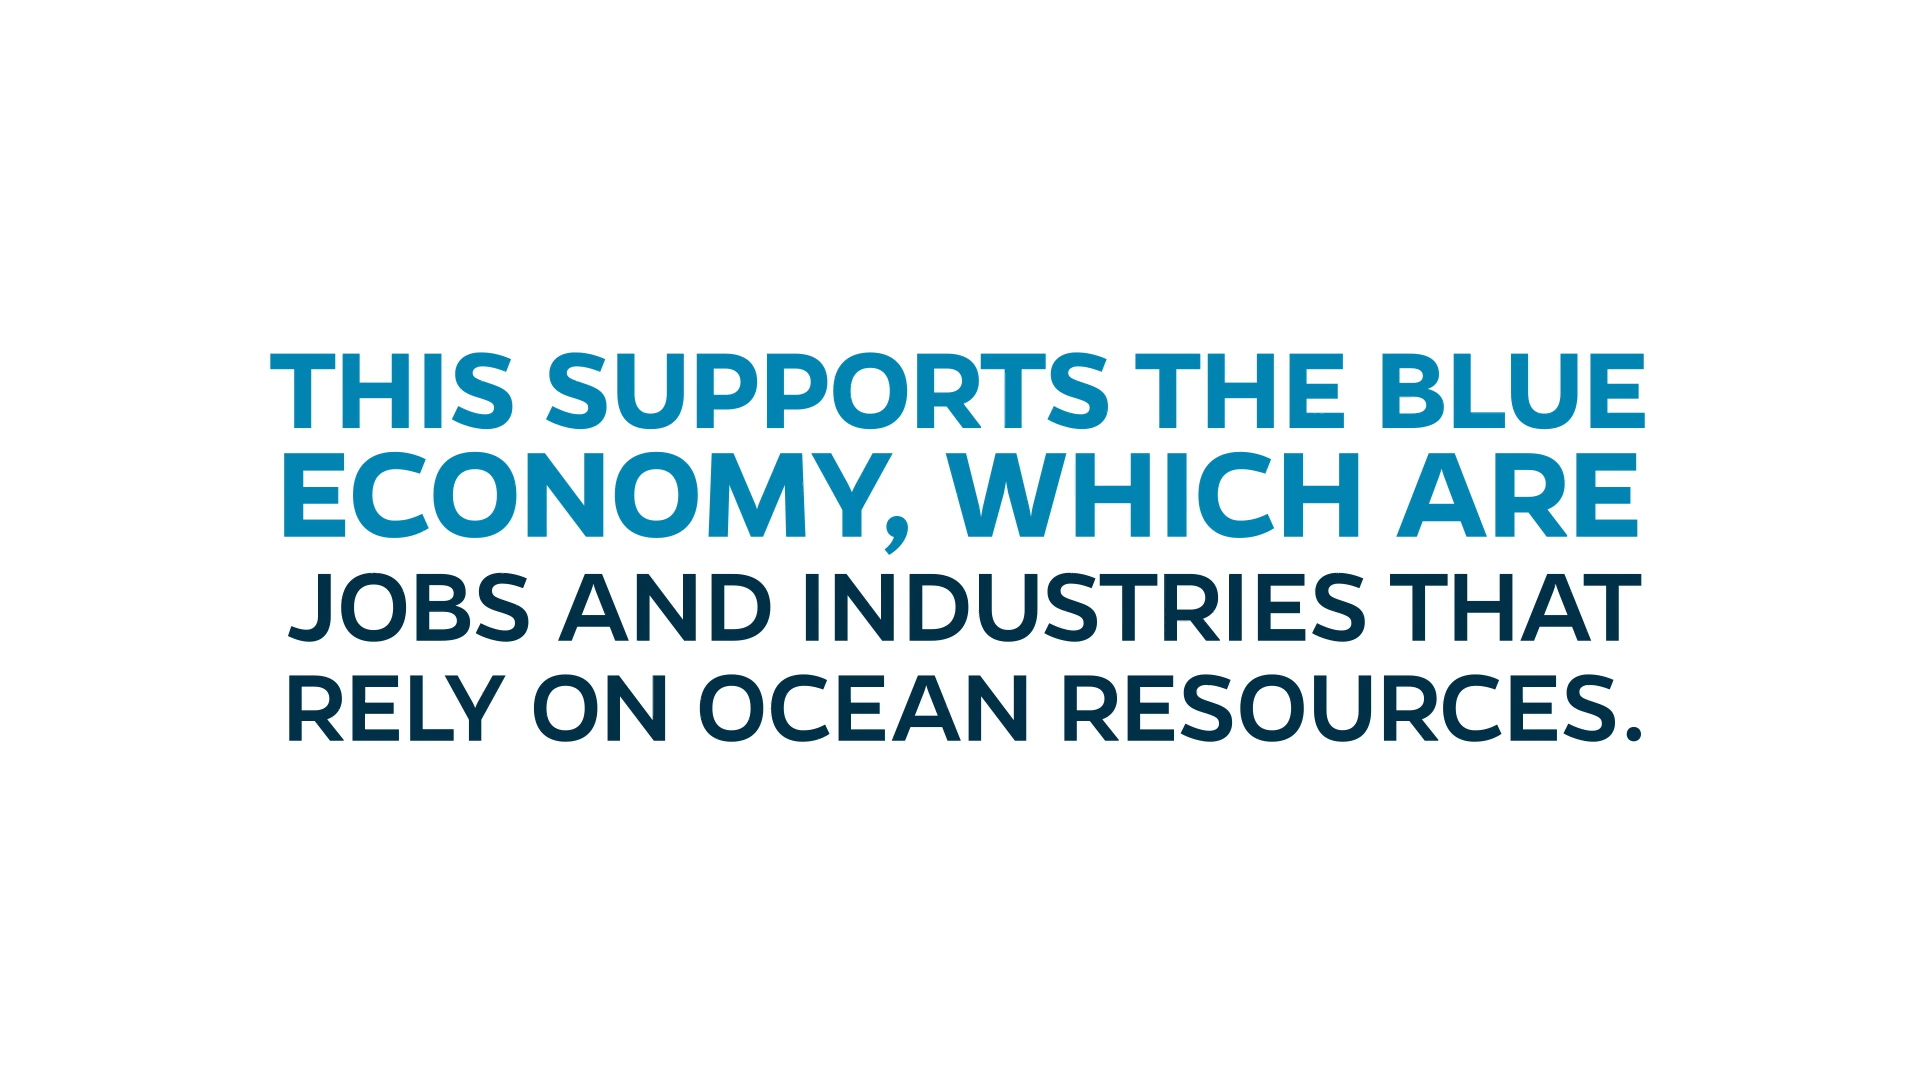 THIS SUPPORTS THE BLUE
ECONOMY, WHICH ARE
JOBS AND INDUSTRIES THAT
RELY ON OCEAN RESOURCES.